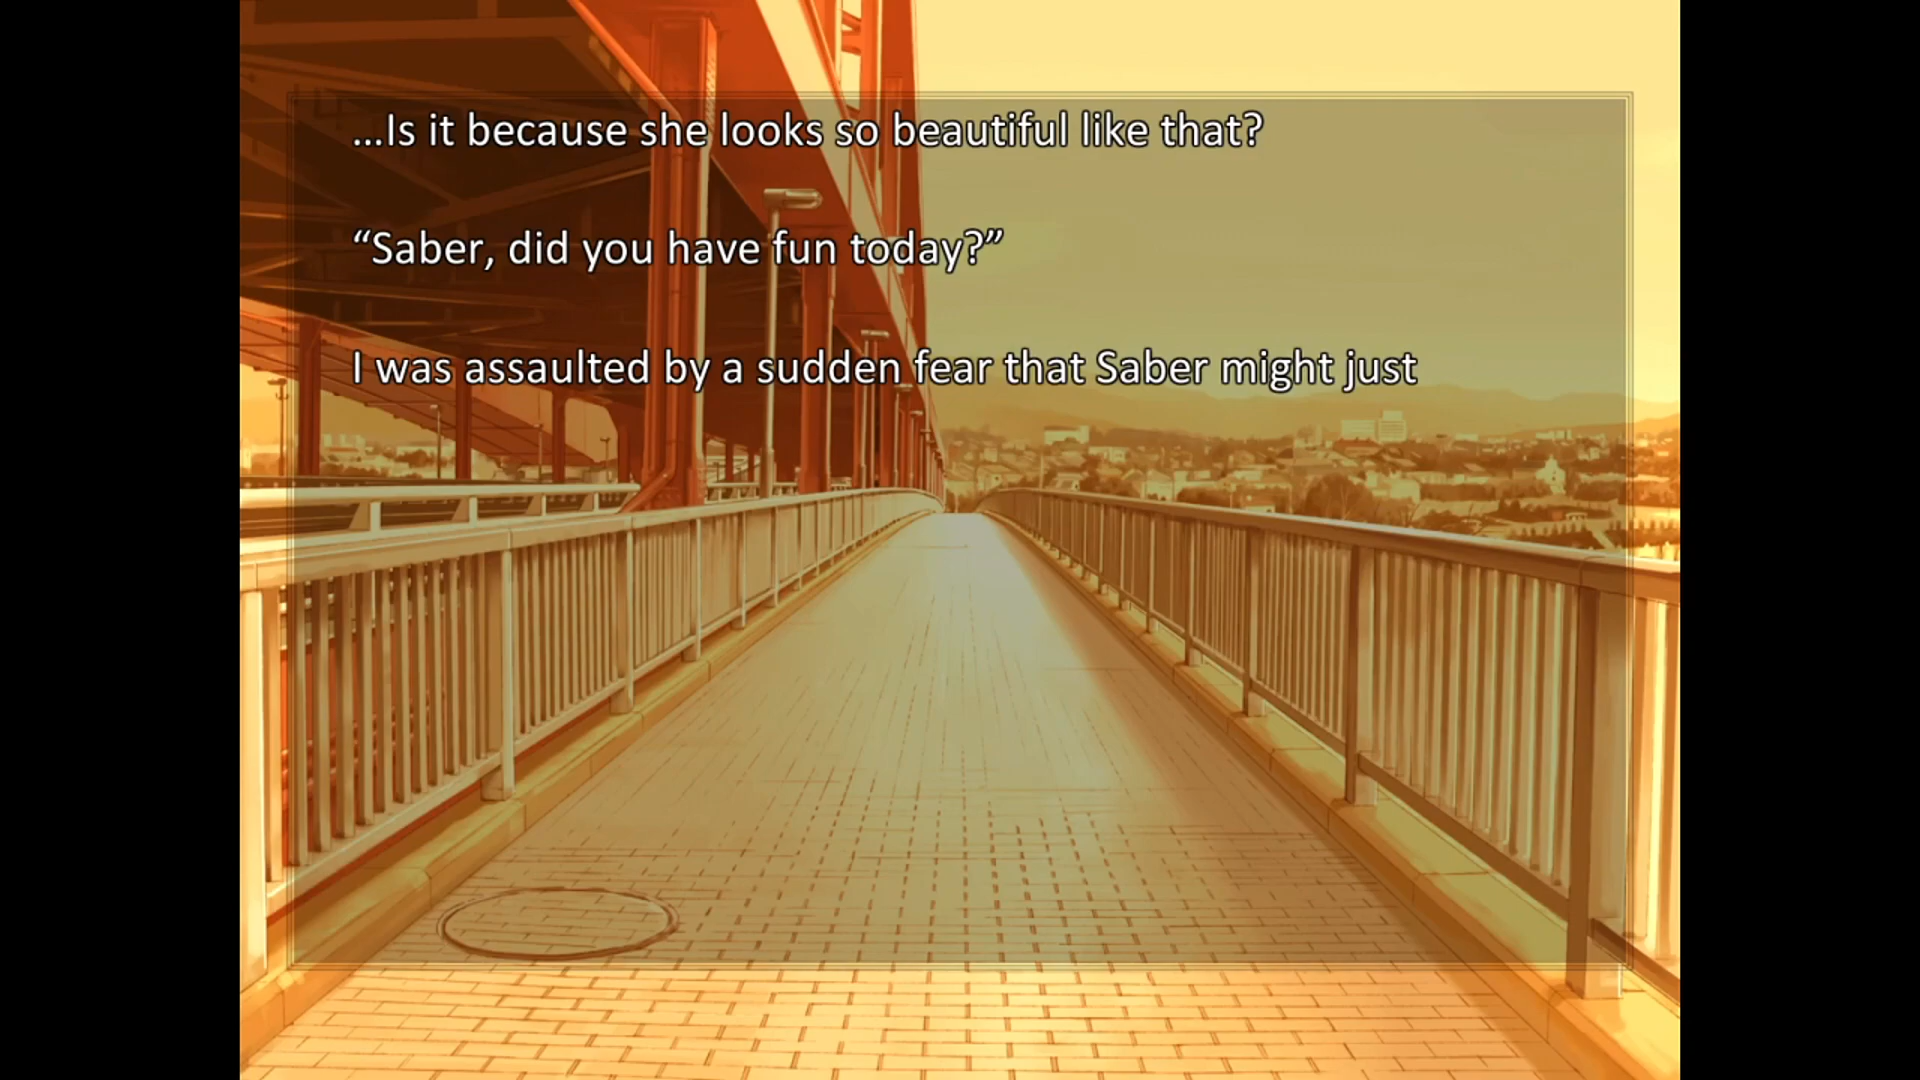 …Is it because she looks so beautiful like that?
“Saber, did you have fun today?”
I was assaulted by a sudden fear that Saber might just